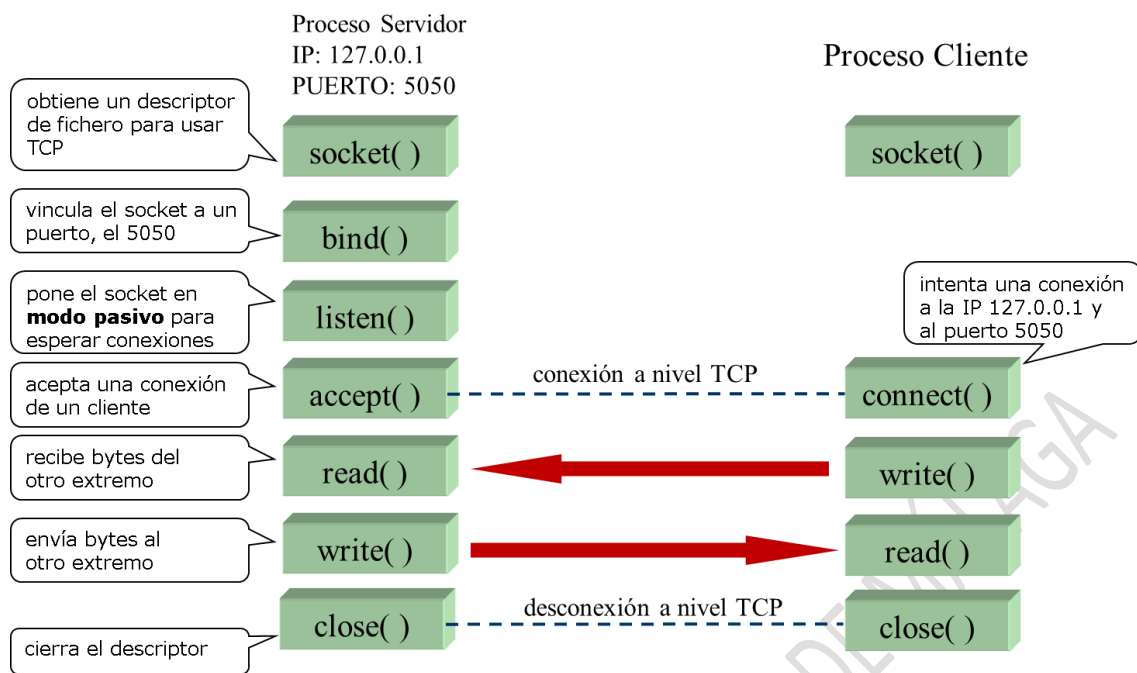 Proceso Servidor
IP: 127.0.0.1
PUERTO: 5050
Proceso Cliente
obtiene un descriptor
de fichero para usar
TCP
socket( )
socket( )
vincula el socket a un
puerto, el 5050
bind( )
pone el socket en
modo pasivo para
esperar conexiones
listen( )
intenta una conexión
a la IP 127.0.0.1 y
al puerto 5050
acepta una conexión
de un cliente
accept( )
conexión a nivel TCP
connect( )
recibe bytes del
otro extremo
read( )
write( )
envía bytes al
otro extremo
write( )
read( )
cierra el descriptor
close( )
desconexión a nivel TCP
close( )